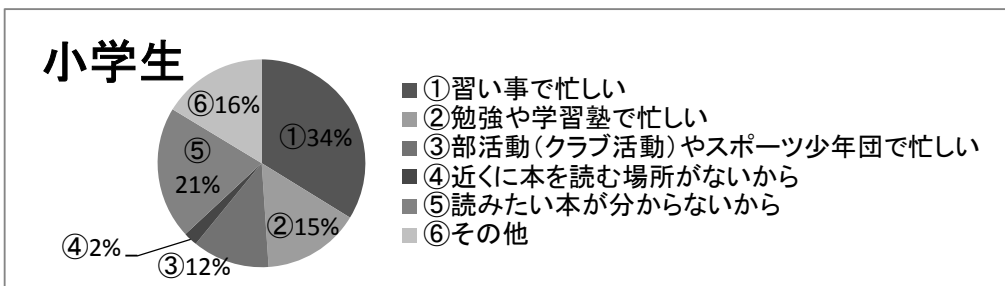 小学生
①34%
②15%
③12%
④2%
⑤
21%
⑥16%
①習い事で忙しい
②勉強や学習塾で忙しい
③部活動(クラブ活動)やスポーツ少年団で忙しい
④近くに本を読む場所がないから
⑤読みたい本が分からないから
⑥その他